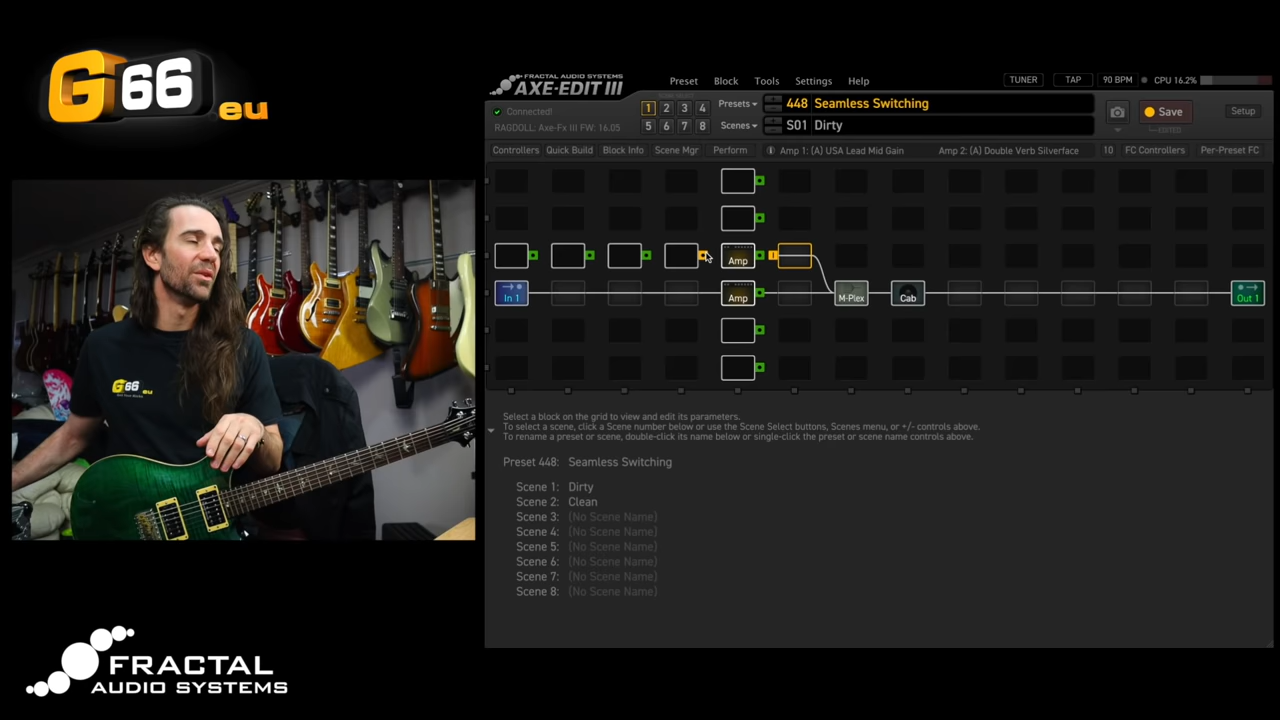 G66
.eu
FRACTAL AUDIO SYSTEMS
AXE-EDIT III
Connected!
RAGDOLL: Axe-Fx III FW: 16.05
Preset Block Tools Settings Help
TUNER TAP 90 BPM CPU 16.2%
1 2 3 4
5 6 7 8
Presets 448 Seamless Switching
Scenes S01 Dirty
Save
EDITED
Setup
Controllers Quick Build Block Info Scene Mgr Perform
Amp 1: (A) USA Lead Mid Gain Amp 2: (A) Double Verb Silverface
10 FC Controllers Per-Preset FC
Amp
In 1 Amp M-Plex Cab Out 1
Select a block on the grid to view and edit its parameters.
To select a scene, click a Scene number below or use the Scene Select buttons, Scenes menu, or +/- controls above.
To rename a preset or scene, double-click its name below or single-click the preset or scene name controls above.
Preset 448: Seamless Switching
Scene 1: Dirty
Scene 2: Clean
Scene 3: (No Scene Name)
Scene 4: (No Scene Name)
Scene 5: (No Scene Name)
Scene 6: (No Scene Name)
Scene 7: (No Scene Name)
Scene 8: (No Scene Name)
G66.eu
FRACTAL
AUDIO SYSTEMS